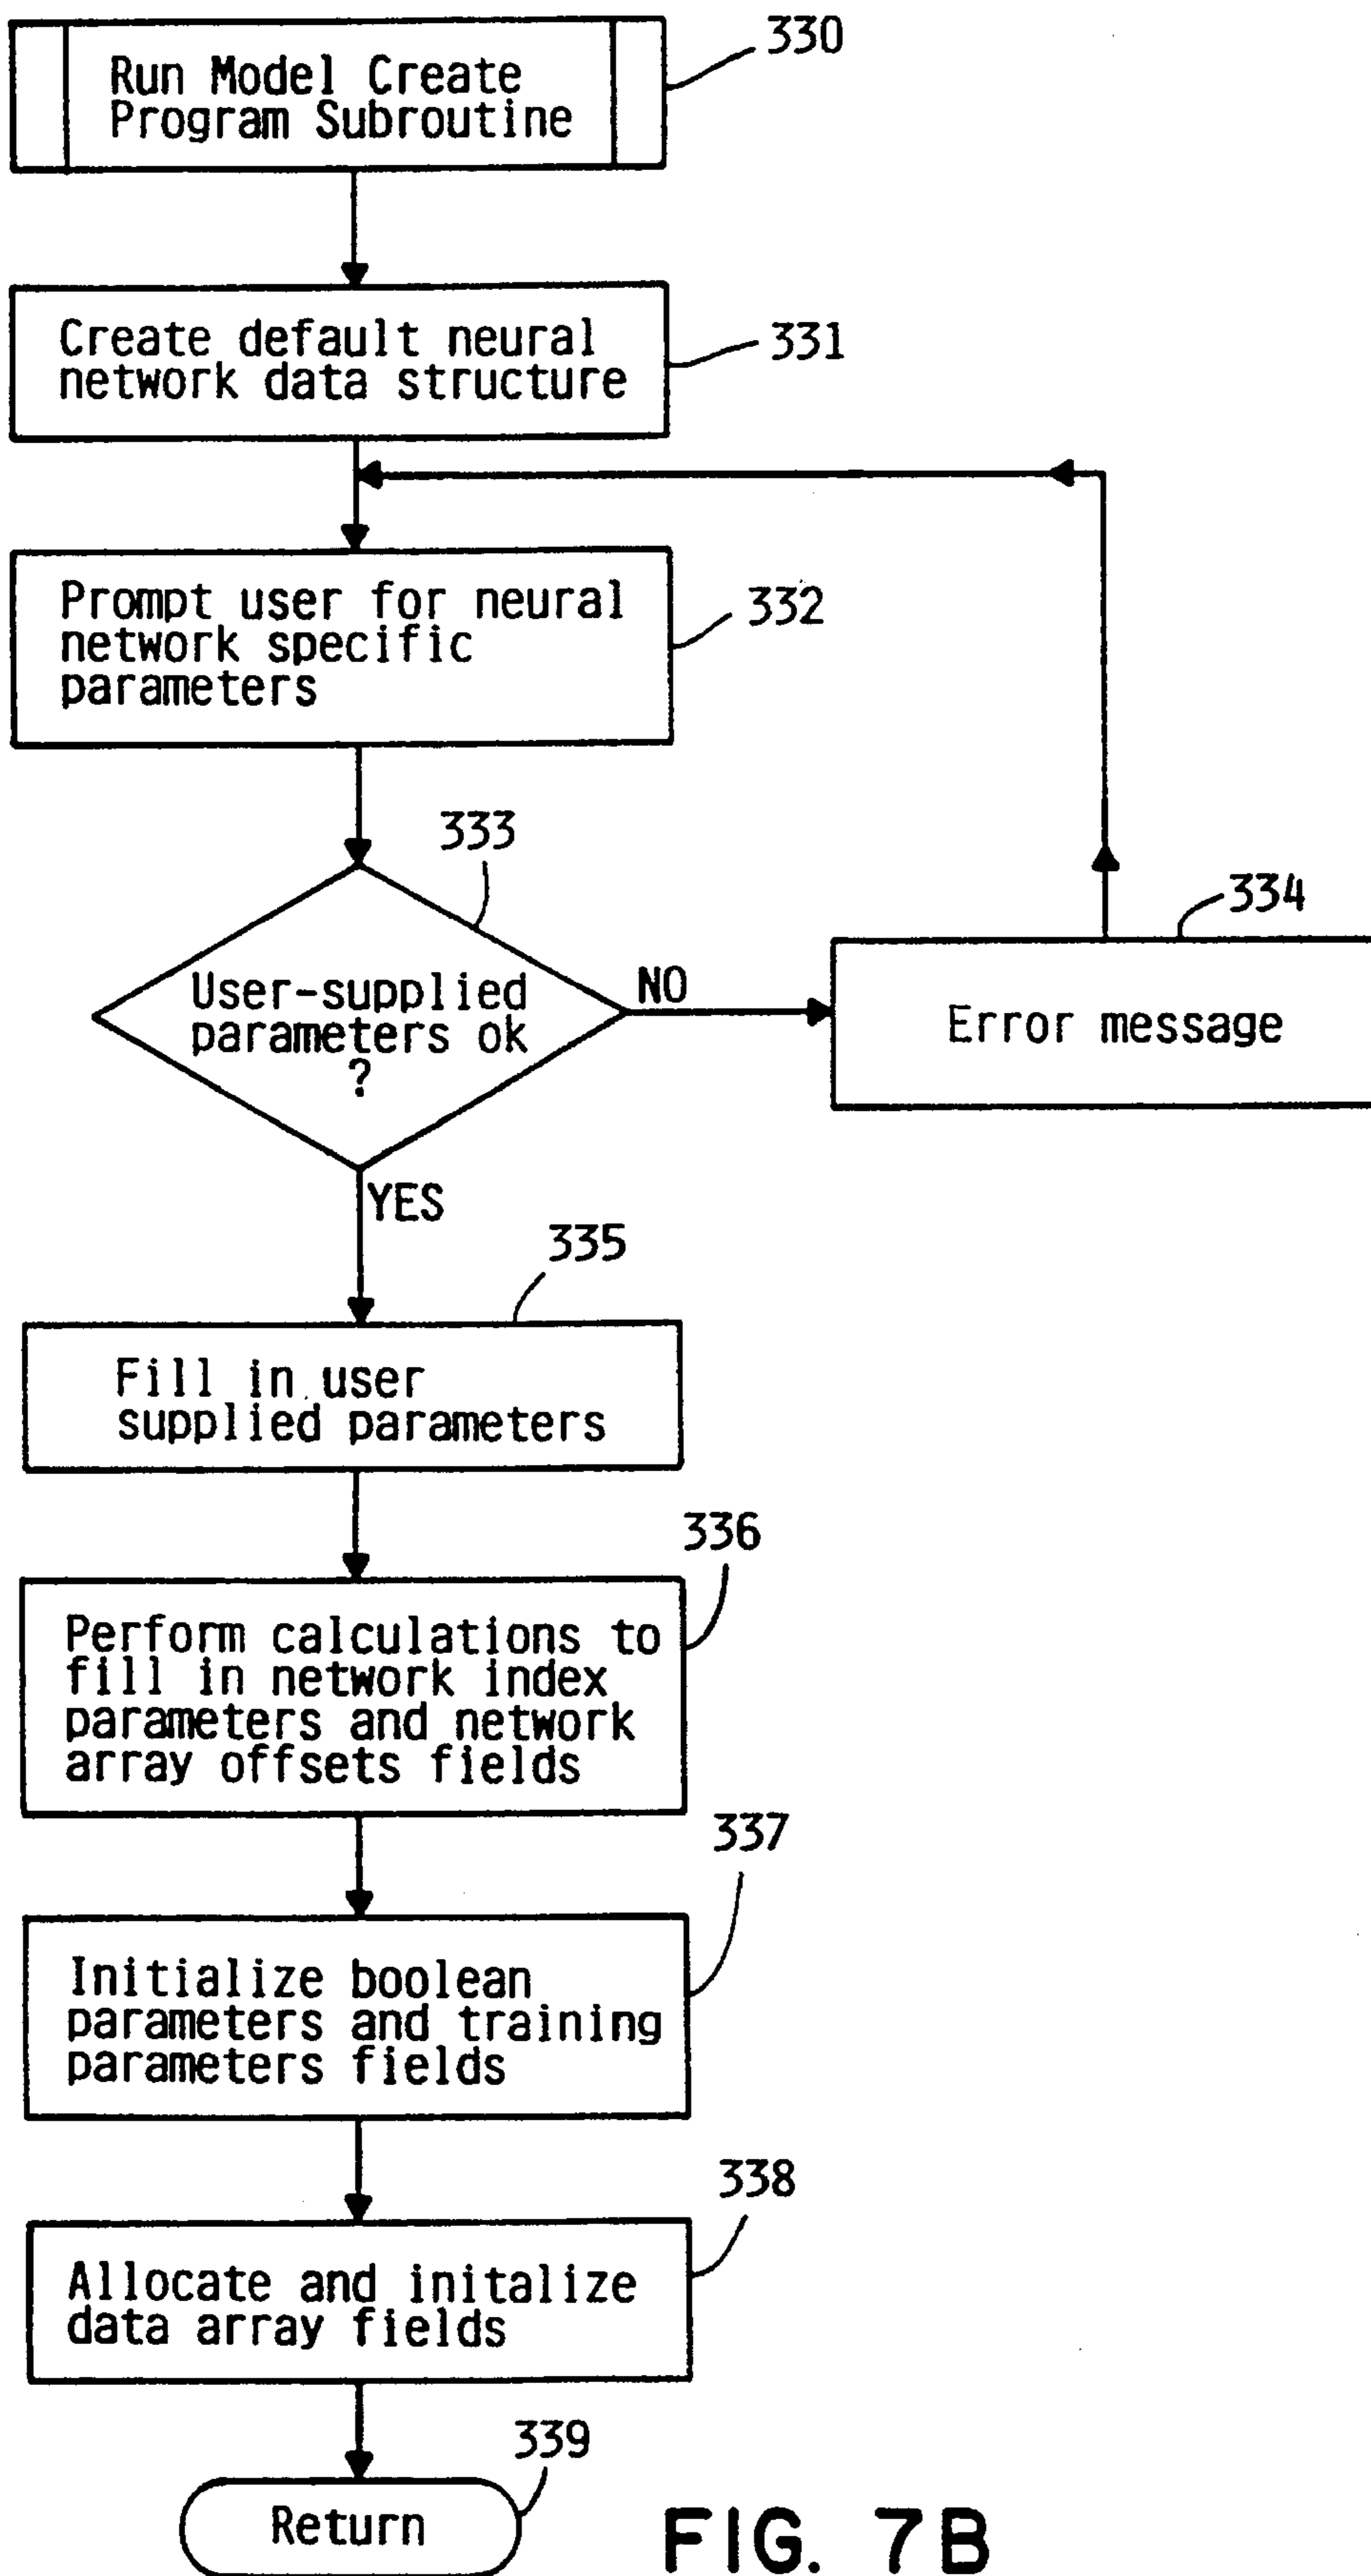 330
Run Model Create
Program Subroutine
331
Create default neural
network data structure
332
Prompt user for neural
network specific
parameters
333
User-supplied
parameters ok
?
NO
334
Error message
YES
335
Fill in user
supplied parameters
336
Perform calculations to
fill in network index
parameters and network
array offsets fields
337
Initialize boolean
parameters and training
parameters fields
338
Allocate and initalize
data array fields
339
Return
FIG. 7B